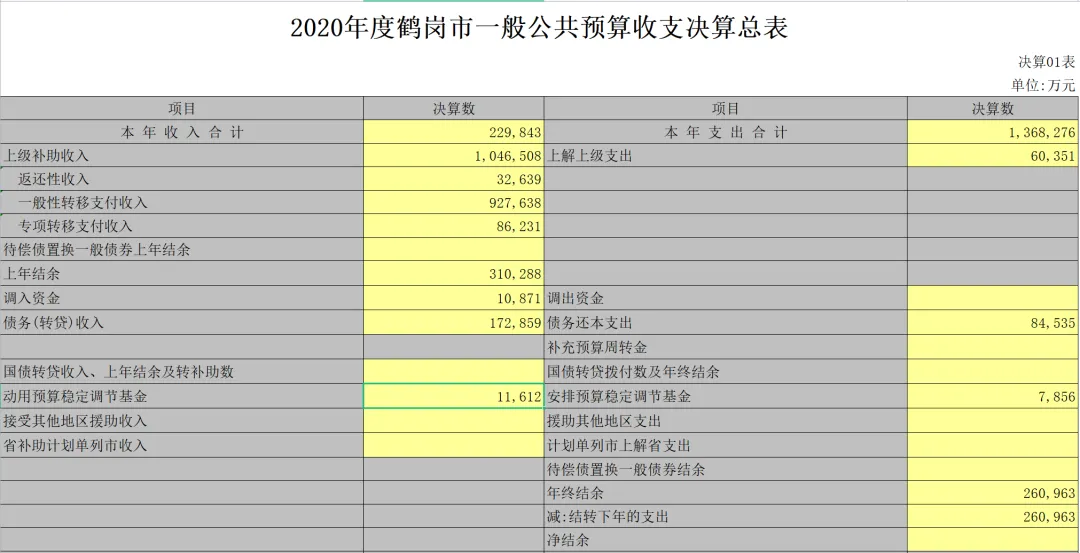 2020年度鹤岗市一般公共预算收支决算总表
决算01表
单位:万元
项目 决算数 项目 决算数
本年收入合计 229,843 本年支出合计 1,368,276
上级补助收入 1,046,508 上解上级支出 60,351
返还性收入 32,639
一般性转移支付收入 927,638
专项转移支付收入 86,231
待偿债置换一般债券上年结余
上年结余 310,288
调入资金 10,871 调出资金
债务(转贷)收入 172,859 债务还本支出 84,535
补充预算周转金
国债转贷收入、上年结余及转补助数 国债转贷拨付数及年终结余
动用预算稳定调节基金 11,612 安排预算稳定调节基金 7,856
接受其他地区援助收入 援助其他地区支出
省补助计划单列市收入 计划单列市上解省支出
待偿债置换一般债券结余
年终结余 260,963
减:结转下年的支出 260,963
净结余